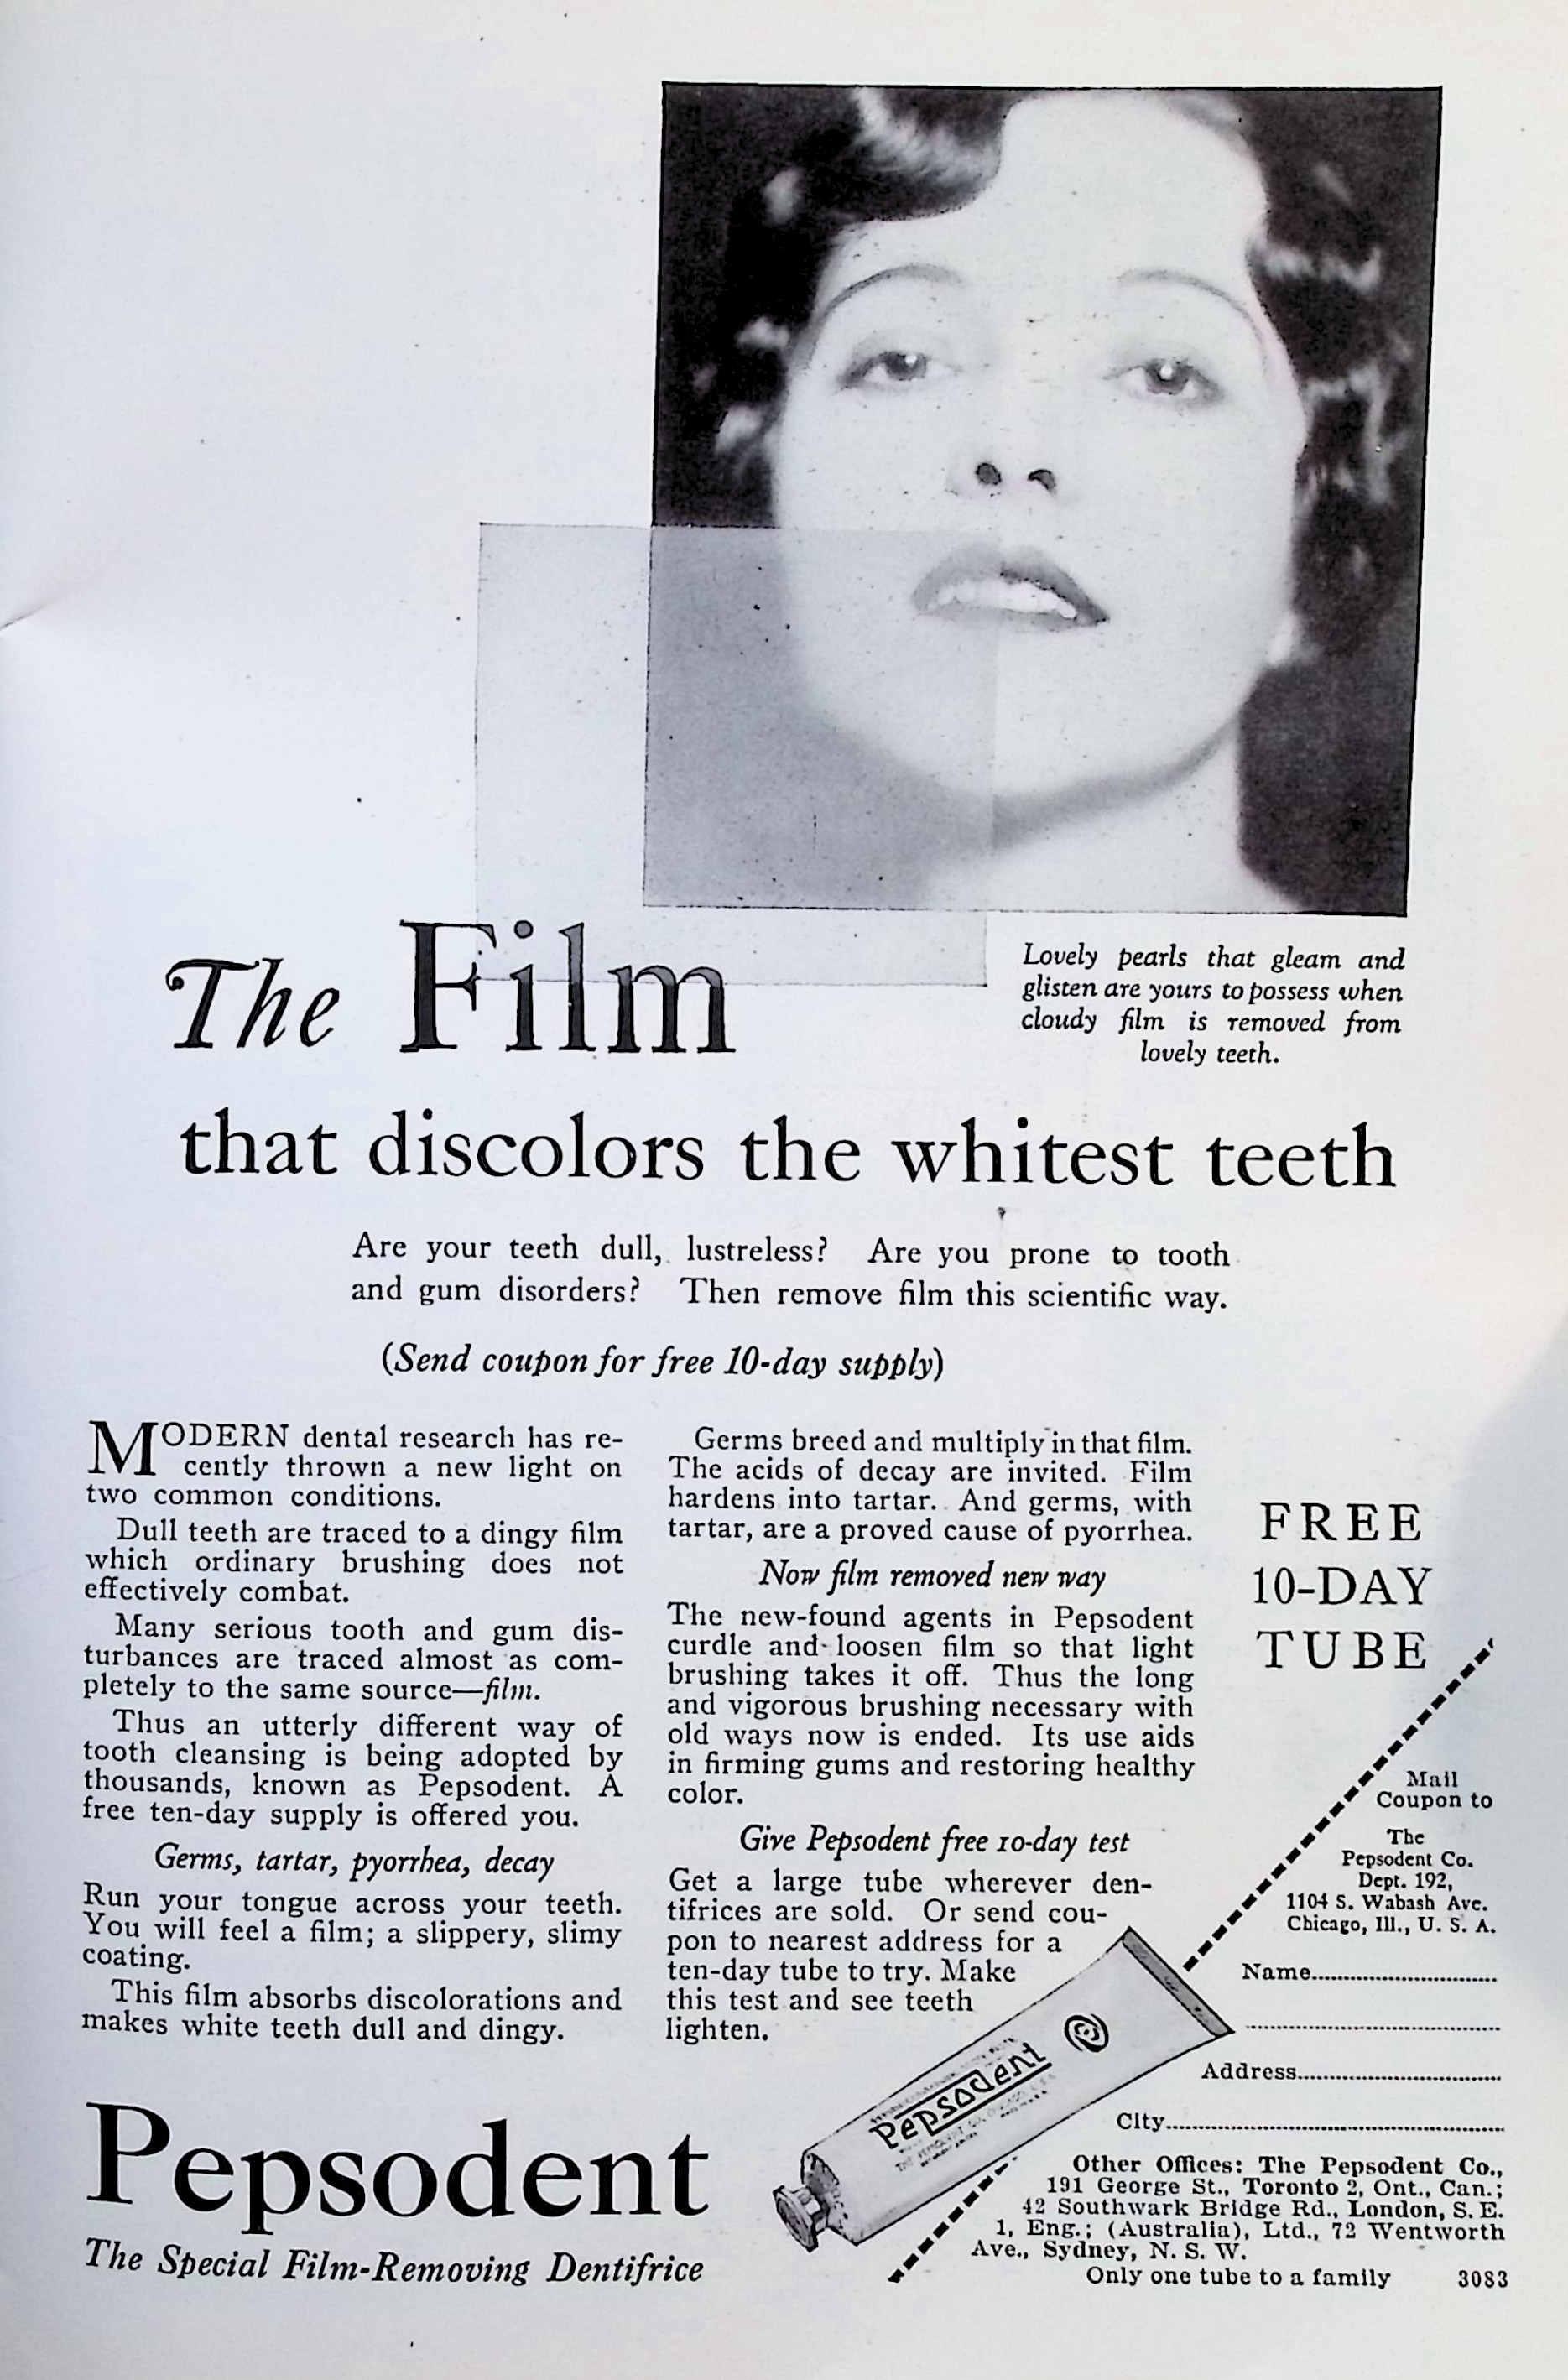 The Film
Lovely pearls that gleam and
glisten are yours to possess when
cloudy film is removed from
lovely teeth.
that discolors the whitest teeth
Are your teeth dull, lustreless? Are you prone to tooth
and gum disorders? Then remove film this scientific way.
(Send coupon for free 10-day supply)
MODERN dental research has re-
cently thrown a new light on
two common conditions.
Dull teeth are traced to a dingy film
which ordinary brushing does not
effectively combat.
Many serious tooth and gum dis-
turbances are traced almost as com-
pletely to the same source—film.
Thus an utterly different way of
tooth cleansing is being adopted by
thousands, known as Pepsodent. A
free ten-day supply is offered you.
Germs, tartar, pyorrhea, decay
Run your tongue across your teeth.
You will feel a film; a slippery, slimy
coating.
This film absorbs discolorations and
makes white teeth dull and dingy.
Germs breed and multiply in that film.
The acids of decay are invited. Film
hardens into tartar. And germs, with
tartar, are a proved cause of pyorrhea.
Now film removed new way
The new-found agents in Pepsodent
curdle and loosen film so that light
brushing takes it off. Thus the long
and vigorous brushing necessary with
old ways now is ended. Its use aids
in firming gums and restoring healthy
color.
Give Pepsodent free 10-day test
Get a large tube wherever den-
tifrices are sold. Or send cou-
pon to nearest address for a
ten-day tube to try. Make
this test and see teeth
lighten.
FREE
10-DAY
TUBE
Mail
Coupon to
The
Pepsodent Co.
Dept. 192,
1104 S. Wabash Ave.
Chicago, Ill., U. S. A.
Name
Address
City
Pepsodent
Pepsodent
The Special Film-Removing Dentifrice
Other Offices: The Pepsodent Co.,
191 George St., Toronto 2, Ont., Can.;
42 Southwark Bridge Rd., London, S. E.
1, Eng.; (Australia), Ltd., 72 Wentworth
Ave., Sydney, N. S. W.
Only one tube to a family 3083